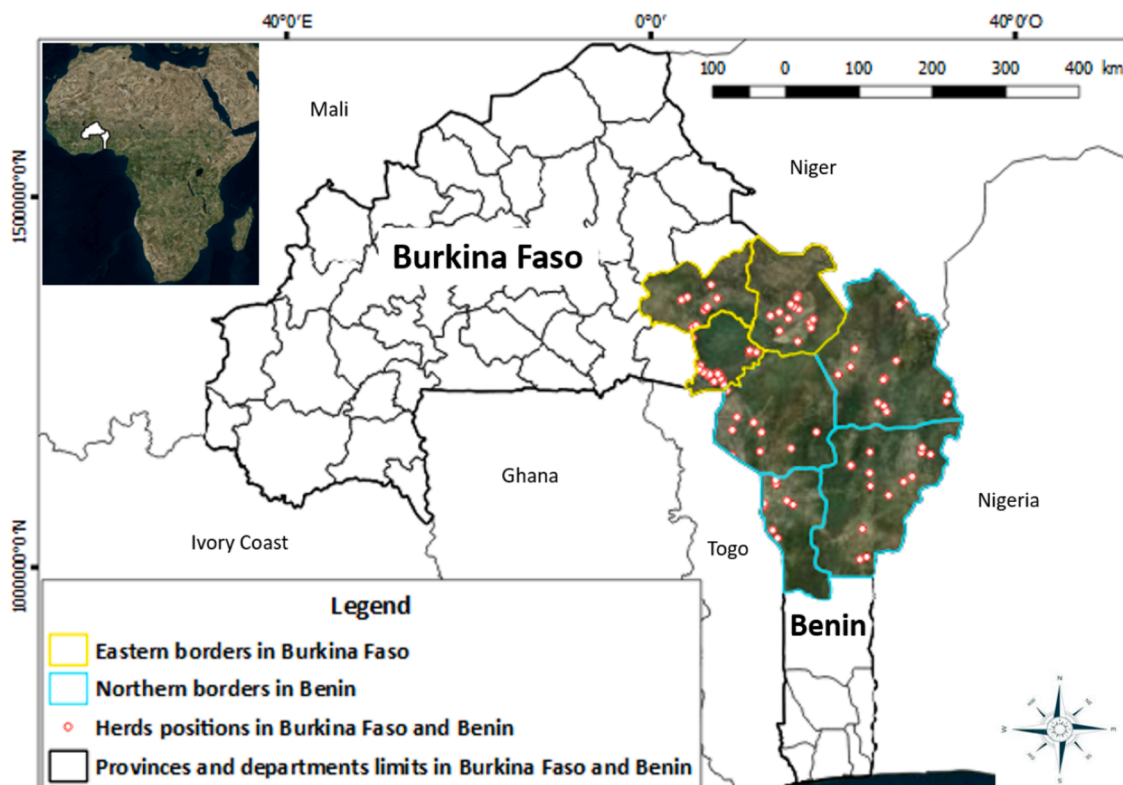 40°0'E
0°0'
40°0'O
100 0 100 200 300 400 km
Mali
Niger
1500000°0'N
Burkina Faso
Ghana
Nigeria
Ivory Coast
Togo
1000000°0'N
Benin
Legend
Eastern borders in Burkina Faso
Northern borders in Benin
Herds positions in Burkina Faso and Benin
Provinces and departments limits in Burkina Faso and Benin
N
W
E
S